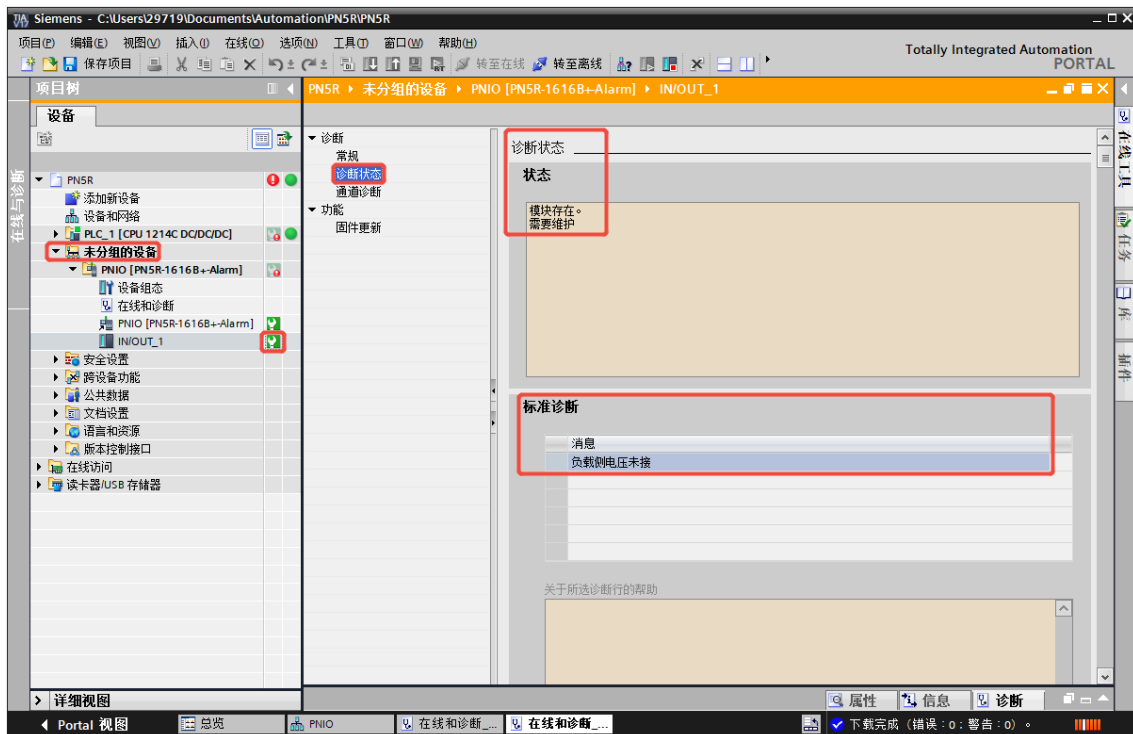 Siemens - C:\Users\29719\Documents\Automation\PN5R\PN5R
项目(P) 编辑(E) 视图(V) 插入(I) 在线(O) 选项(N) 工具(T) 窗口(W) 帮助(H)
Totally Integrated Automation
PORTAL
保存项目 转至在线 转至离线
项目树
PN5R ▸ 未分组的设备 ▸ PNIO [PN5R-1616B+-Alarm] ▸ IN/OUT_1
设备
PN5R
添加新设备
设备和网络
PLC_1 [CPU 1214C DC/DC/DC]
未分组的设备
PNIO [PN5R-1616B+-Alarm]
设备组态
在线和诊断
PNIO [PN5R-1616B+-Alarm]
IN/OUT_1
安全设置
跨设备功能
公共数据
文档设置
语言和资源
版本控制接口
在线访问
读卡器/USB 存储器
详细视图
在线与诊断
诊断
常规
诊断状态
通道诊断
功能
固件更新
诊断状态
状态
模块存在。
需要维护
标准诊断
消息
负载侧电压未接
关于所选诊断行的帮助
在线工具
任务
库
插件
属性 信息 诊断
Portal 视图 总览 PNIO 在线和诊断_... 在线和诊断_... 下载完成（错误：0；警告：0）。